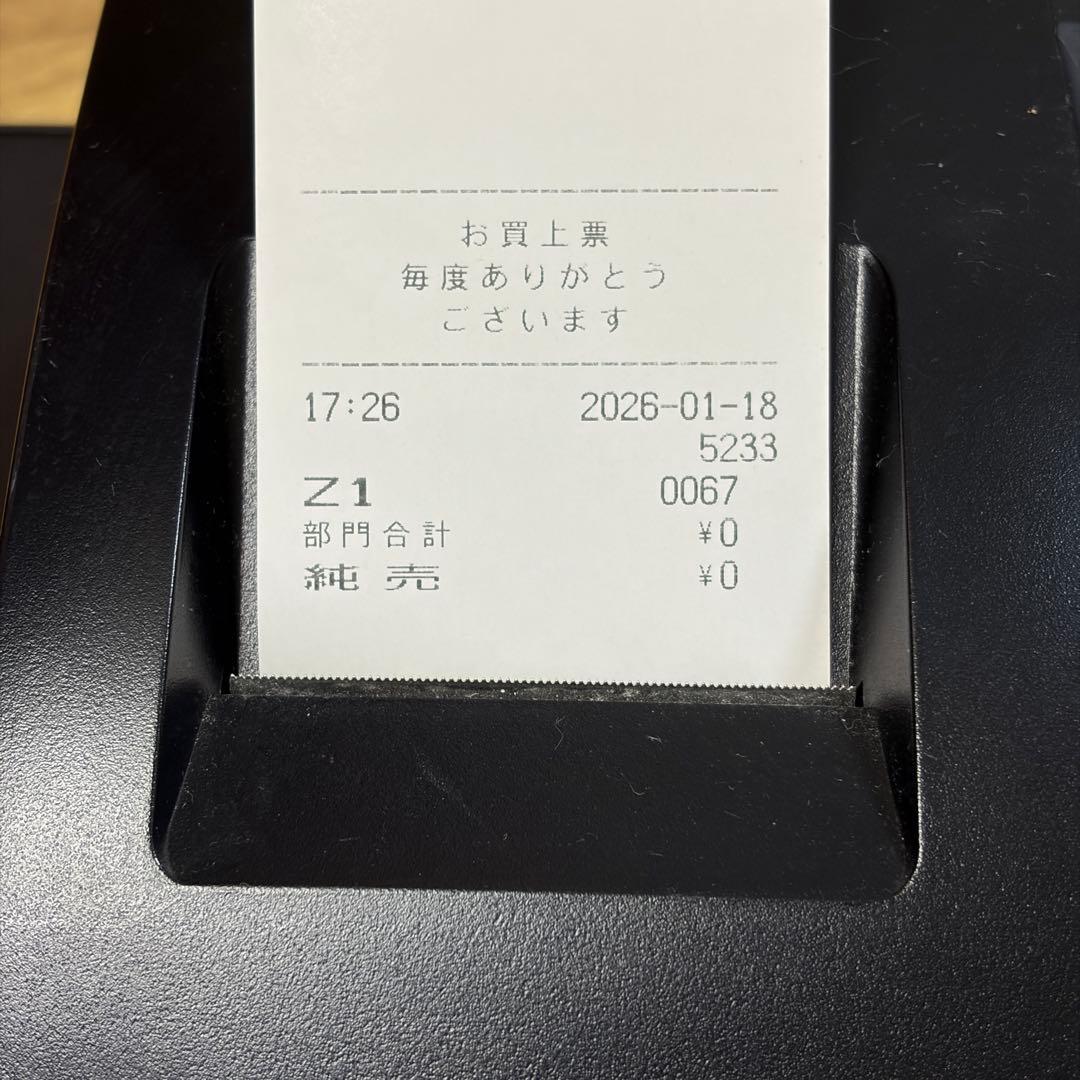 お買上票
毎度ありがとう
ございます
17:26 2026-01-18
5233
Z1 0067
部門合計 ¥0
純売 ¥0